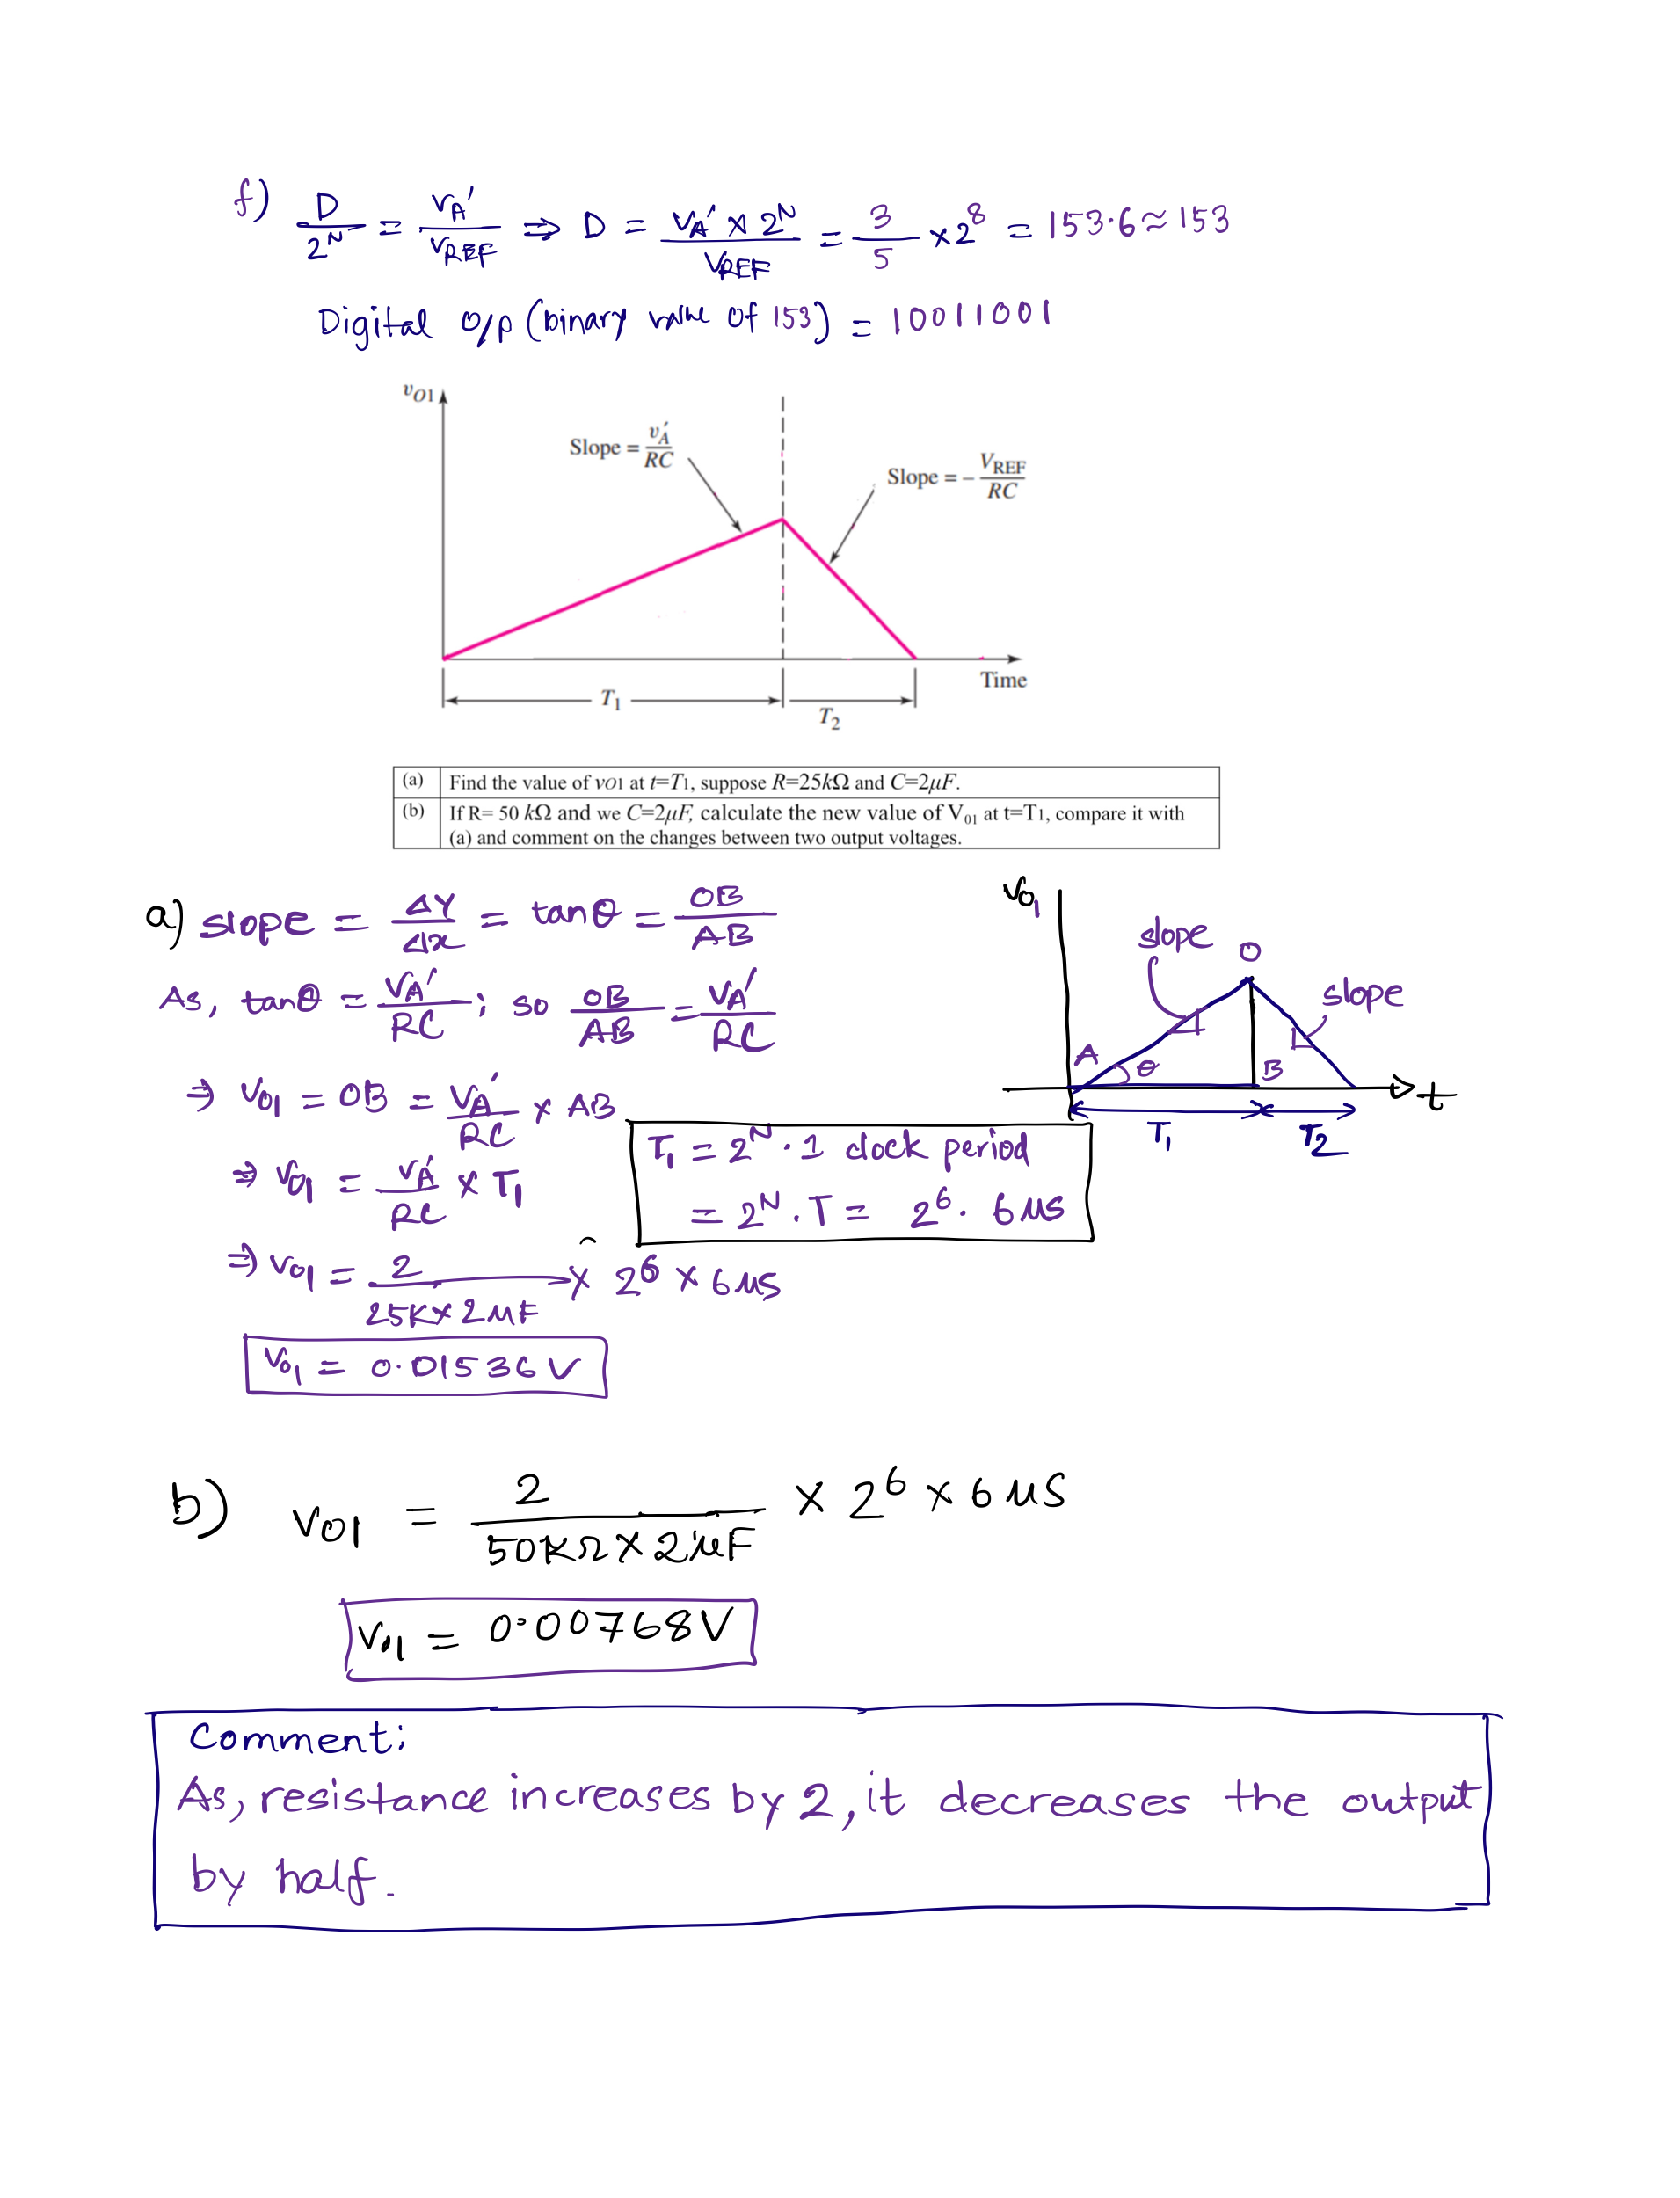 f) D/2^N = VA'/VREF ⇒ D = VA' × 2^N/VREF = 3/5 × 2^8 = 153.6 ≈ 153
Digital o/p (binary value of 153) = 10011001
vO1
Slope = vA'/RC
Slope = − VREF/RC
Time
T1
T2
(a) Find the value of vO1 at t=T1, suppose R=25kΩ and C=2μF.
(b) If R= 50 kΩ and we C=2μF, calculate the new value of V01 at t=T1, compare it with
(a) and comment on the changes between two output voltages.
a) slope = ΔY/Δx = tanθ = OB/AB
As, tanθ = VA'/RC ; so OB/AB = VA'/RC
⇒ V01 = OB = VA'/RC × AB
⇒ V01 = VA'/RC × T1
⇒ V01 = 2/25K×2μF × 2^6 × 6μs
V01 = 0.01536 V
V01
slope
O
slope
A
θ
B
t
T1
T2
T1 = 2^N · 1 clock period
= 2^N · T = 2^6 · 6μs
b) V01 = 2/50KΩ×2μF × 2^6 × 6μs
V01 = 0.00768V
Comment:
As, resistance increases by 2, it decreases the output
by half.